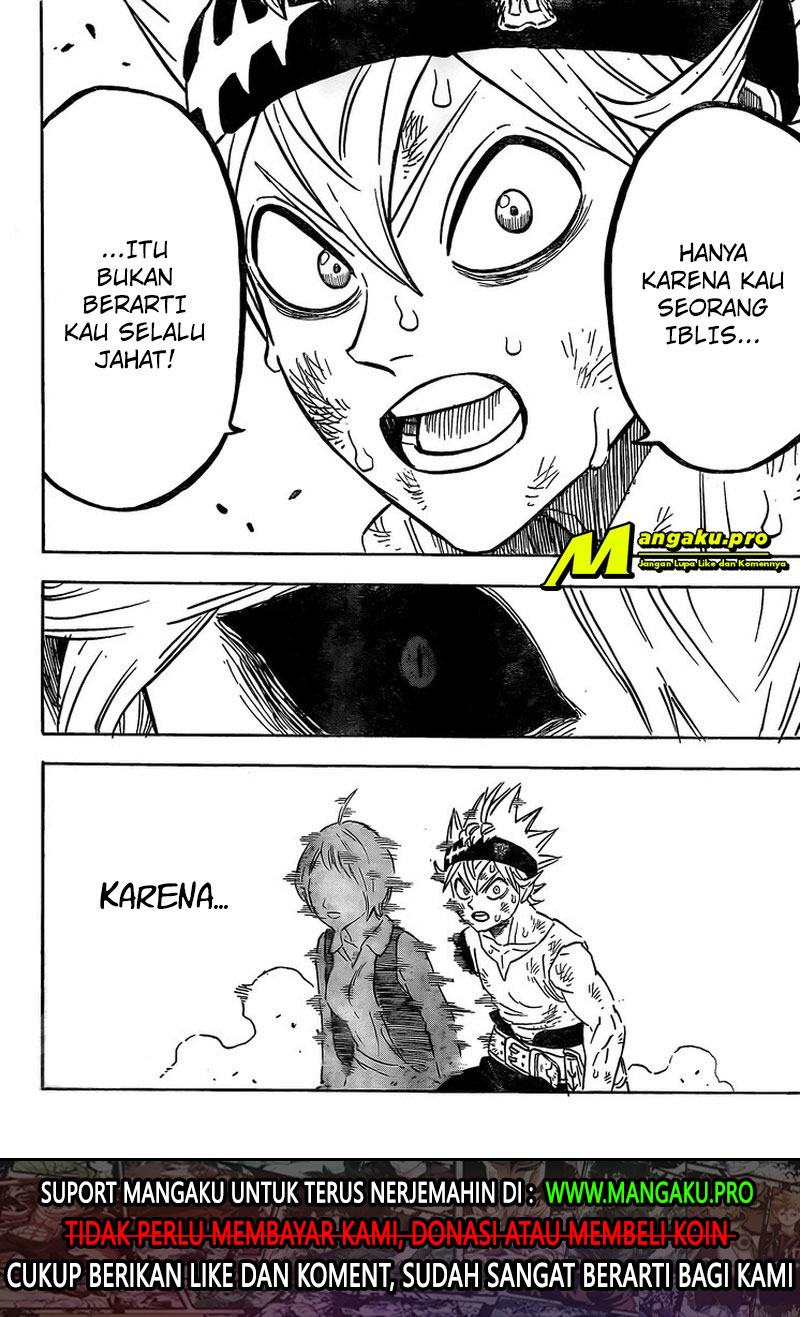 HANYA
KARENA KAU
SEORANG
IBLIS...
...ITU
BUKAN
BERARTI
KAU SELALU
JAHAT!
Mangaku.pro
Jangan Lupa Like dan Komennya
KARENA...
SUPORT MANGAKU UNTUK TERUS NERJEMAHIN DI : WWW.MANGAKU.PRO
TIDAK PERLU MEMBAYAR KAMI, DONASI ATAU MEMBELI KOIN
CUKUP BERIKAN LIKE DAN KOMENT, SUDAH SANGAT BERARTI BAGI KAMI